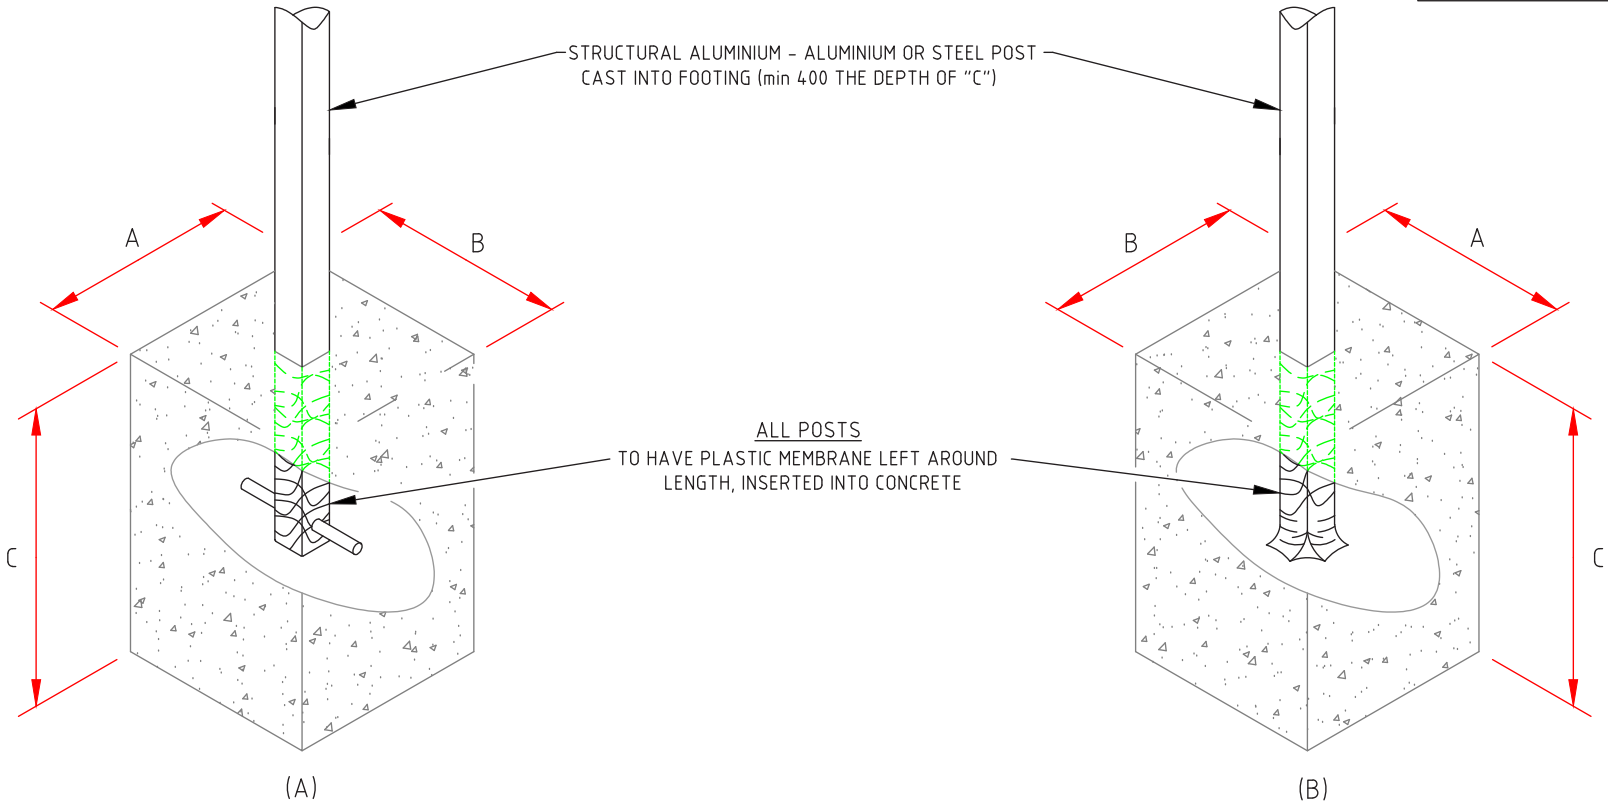 STRUCTURAL ALUMINIUM - ALUMINIUM OR STEEL POST
CAST INTO FOOTING (min 400 THE DEPTH OF "C")
A
B
B
A
ALL POSTS
TO HAVE PLASTIC MEMBRANE LEFT AROUND
LENGTH, INSERTED INTO CONCRETE
C
C
(A)
(B)